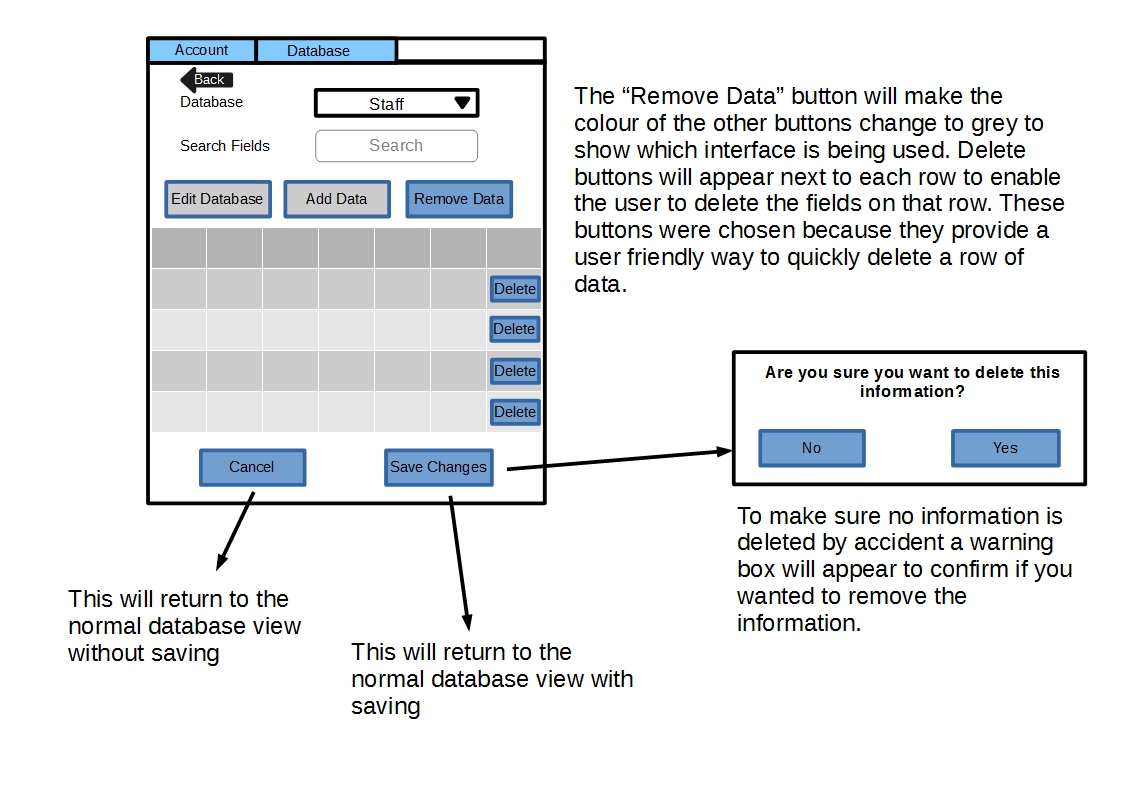 Account Database
Back
Database Staff
Search Fields Search
Edit Database Add Data Remove Data
Delete
Delete
Delete
Delete
Cancel Save Changes
The “Remove Data” button will make the
colour of the other buttons change to grey to
show which interface is being used. Delete
buttons will appear next to each row to enable
the user to delete the fields on that row. These
buttons were chosen because they provide a
user friendly way to quickly delete a row of
data.
Are you sure you want to delete this
information?
No Yes
To make sure no information is
deleted by accident a warning
box will appear to confirm if you
wanted to remove the
information.
This will return to the
normal database view
without saving
This will return to the
normal database view with
saving